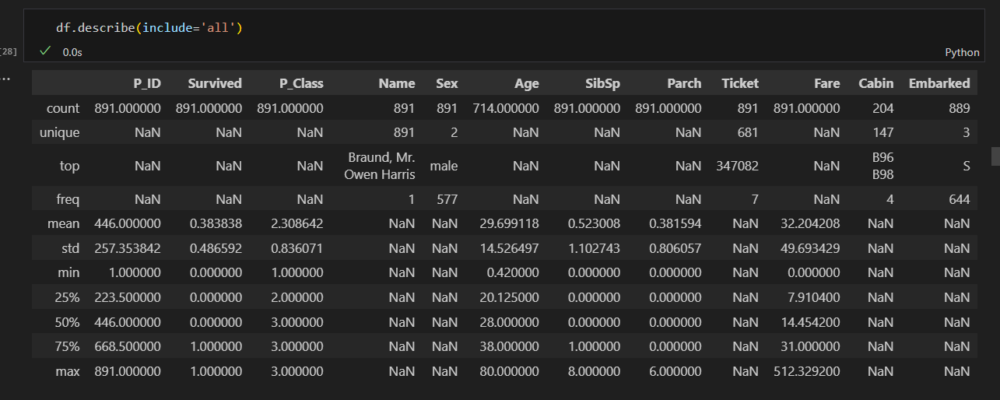 df.describe(include='all')
[28]
0.0s
Python
...
P_ID Survived P_Class Name Sex Age SibSp Parch Ticket Fare Cabin Embarked
count 891.000000 891.000000 891.000000 891 891 714.000000 891.000000 891.000000 891 891.000000 204 889
unique NaN NaN NaN 891 2 NaN NaN NaN 681 NaN 147 3
top NaN NaN NaN Braund, Mr. Owen Harris male NaN NaN NaN 347082 NaN B96 B98 S
freq NaN NaN NaN 1 577 NaN NaN NaN 7 NaN 4 644
mean 446.000000 0.383838 2.308642 NaN NaN 29.699118 0.523008 0.381594 NaN 32.204208 NaN NaN
std 257.353842 0.486592 0.836071 NaN NaN 14.526497 1.102743 0.806057 NaN 49.693429 NaN NaN
min 1.000000 0.000000 1.000000 NaN NaN 0.420000 0.000000 0.000000 NaN 0.000000 NaN NaN
25% 223.500000 0.000000 2.000000 NaN NaN 20.125000 0.000000 0.000000 NaN 7.910400 NaN NaN
50% 446.000000 0.000000 3.000000 NaN NaN 28.000000 0.000000 0.000000 NaN 14.454200 NaN NaN
75% 668.500000 1.000000 3.000000 NaN NaN 38.000000 1.000000 0.000000 NaN 31.000000 NaN NaN
max 891.000000 1.000000 3.000000 NaN NaN 80.000000 8.000000 6.000000 NaN 512.329200 NaN NaN